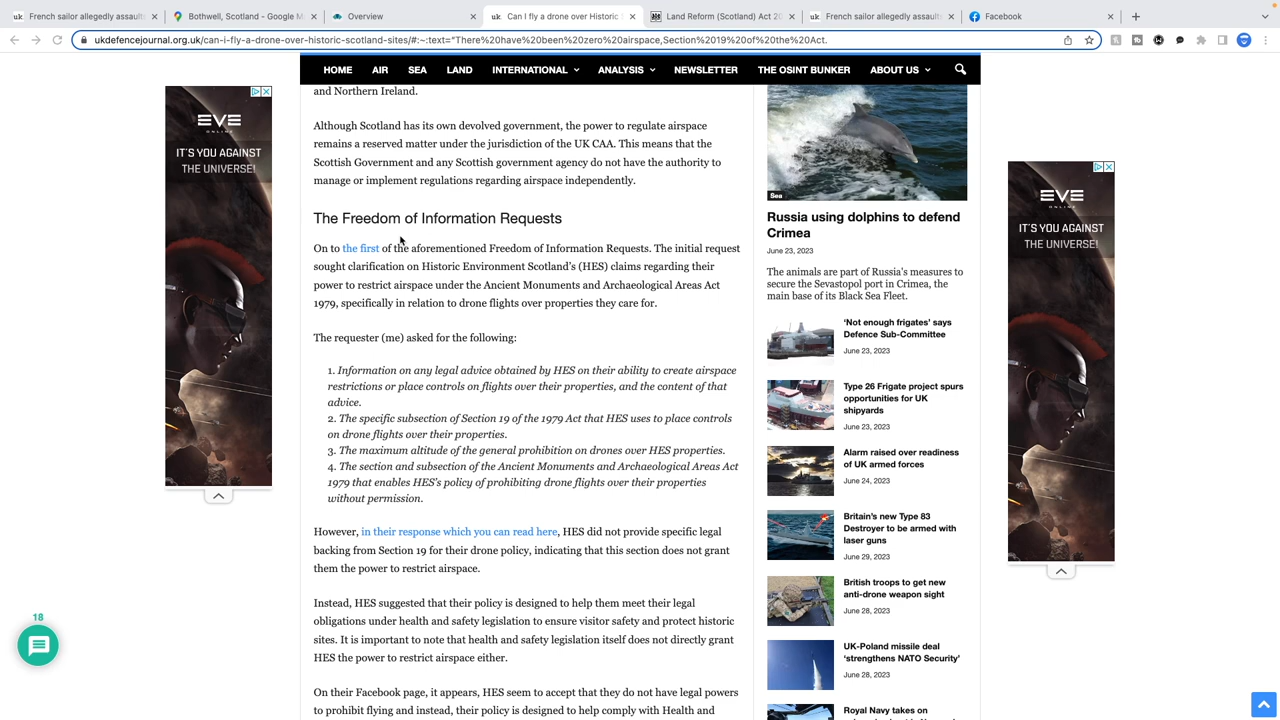 French sailor allegedly assault
Bothwell, Scotland - Google M
Overview
Can I fly a drone over Historic
Land Reform (Scotland) Act 20
French sailor allegedly assault
Facebook
ukdefencejournal.org.uk/can-i-fly-a-drone-over-historic-scotland-sites/#:~:text="There%20have%20been%20zero%20airspace,Section%2019%20of%20the%20Act.
HOME AIR SEA LAND INTERNATIONAL ANALYSIS NEWSLETTER THE OSINT BUNKER ABOUT US
and Northern Ireland.
Although Scotland has its own devolved government, the power to regulate airspace
remains a reserved matter under the jurisdiction of the UK CAA. This means that the
Scottish Government and any Scottish government agency do not have the authority to
manage or implement regulations regarding airspace independently.
The Freedom of Information Requests
On to the first of the aforementioned Freedom of Information Requests. The initial request
sought clarification on Historic Environment Scotland's (HES) claims regarding their
power to restrict airspace under the Ancient Monuments and Archaeological Areas Act
1979, specifically in relation to drone flights over properties they care for.
The requester (me) asked for the following:
1. Information on any legal advice obtained by HES on their ability to create airspace
restrictions or place controls on flights over their properties, and the content of that
advice.
2. The specific subsection of Section 19 of the 1979 Act that HES uses to place controls
on drone flights over their properties.
3. The maximum altitude of the general prohibition on drones over HES properties.
4. The section and subsection of the Ancient Monuments and Archaeological Areas Act
1979 that enables HES's policy of prohibiting drone flights over their properties
without permission.
However, in their response which you can read here, HES did not provide specific legal
backing from Section 19 for their drone policy, indicating that this section does not grant
them the power to restrict airspace.
Instead, HES suggested that their policy is designed to help them meet their legal
obligations under health and safety legislation to ensure visitor safety and protect historic
sites. It is important to note that health and safety legislation itself does not directly grant
HES the power to restrict airspace either.
On their Facebook page, it appears, HES seem to accept that they do not have legal powers
to prohibit flying and instead, their policy is designed to help comply with Health and
Sea
Russia using dolphins to defend
Crimea
June 23, 2023
The animals are part of Russia's measures to
secure the Sevastopol port in Crimea, the
main base of its Black Sea Fleet.
'Not enough frigates' says
Defence Sub-Committee
June 23, 2023
Type 26 Frigate project spurs
opportunities for UK
shipyards
June 23, 2023
Alarm raised over readiness
of UK armed forces
June 24, 2023
Britain's new Type 83
Destroyer to be armed with
laser guns
June 29, 2023
British troops to get new
anti-drone weapon sight
June 28, 2023
UK-Poland missile deal
'strengthens NATO Security'
June 28, 2023
Royal Navy takes on
EVE
ONLINE
IT'S YOU AGAINST
THE UNIVERSE!
EVE
ONLINE
IT'S YOU AGAINST
THE UNIVERSE!
18